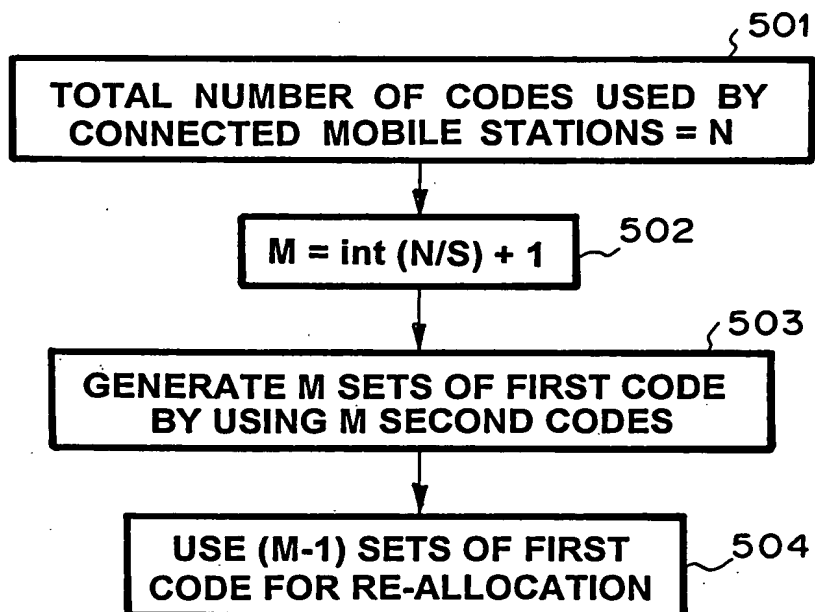 501
TOTAL NUMBER OF CODES USED BY
CONNECTED MOBILE STATIONS = N
502
M = int (N/S) + 1
503
GENERATE M SETS OF FIRST CODE
BY USING M SECOND CODES
504
USE (M-1) SETS OF FIRST
CODE FOR RE-ALLOCATION